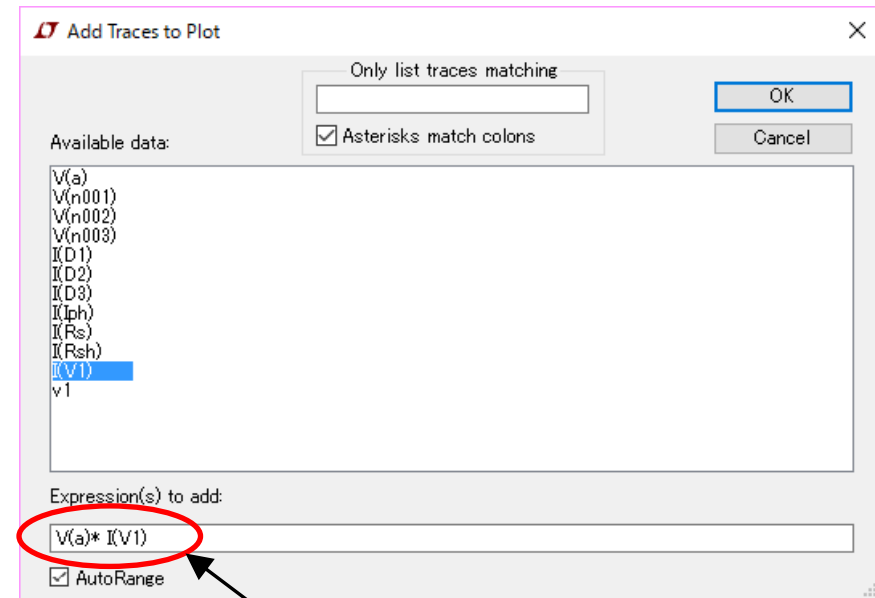 Add Traces to Plot
Only list traces matching
OK
Asterisks match colons
Cancel
Available data:
V(a)
V(n001)
V(n002)
V(n003)
I(D1)
I(D2)
I(D3)
I(Iph)
I(Rs)
I(Rsh)
I(V1)
v1
Expression(s) to add:
V(a)* I(V1)
AutoRange